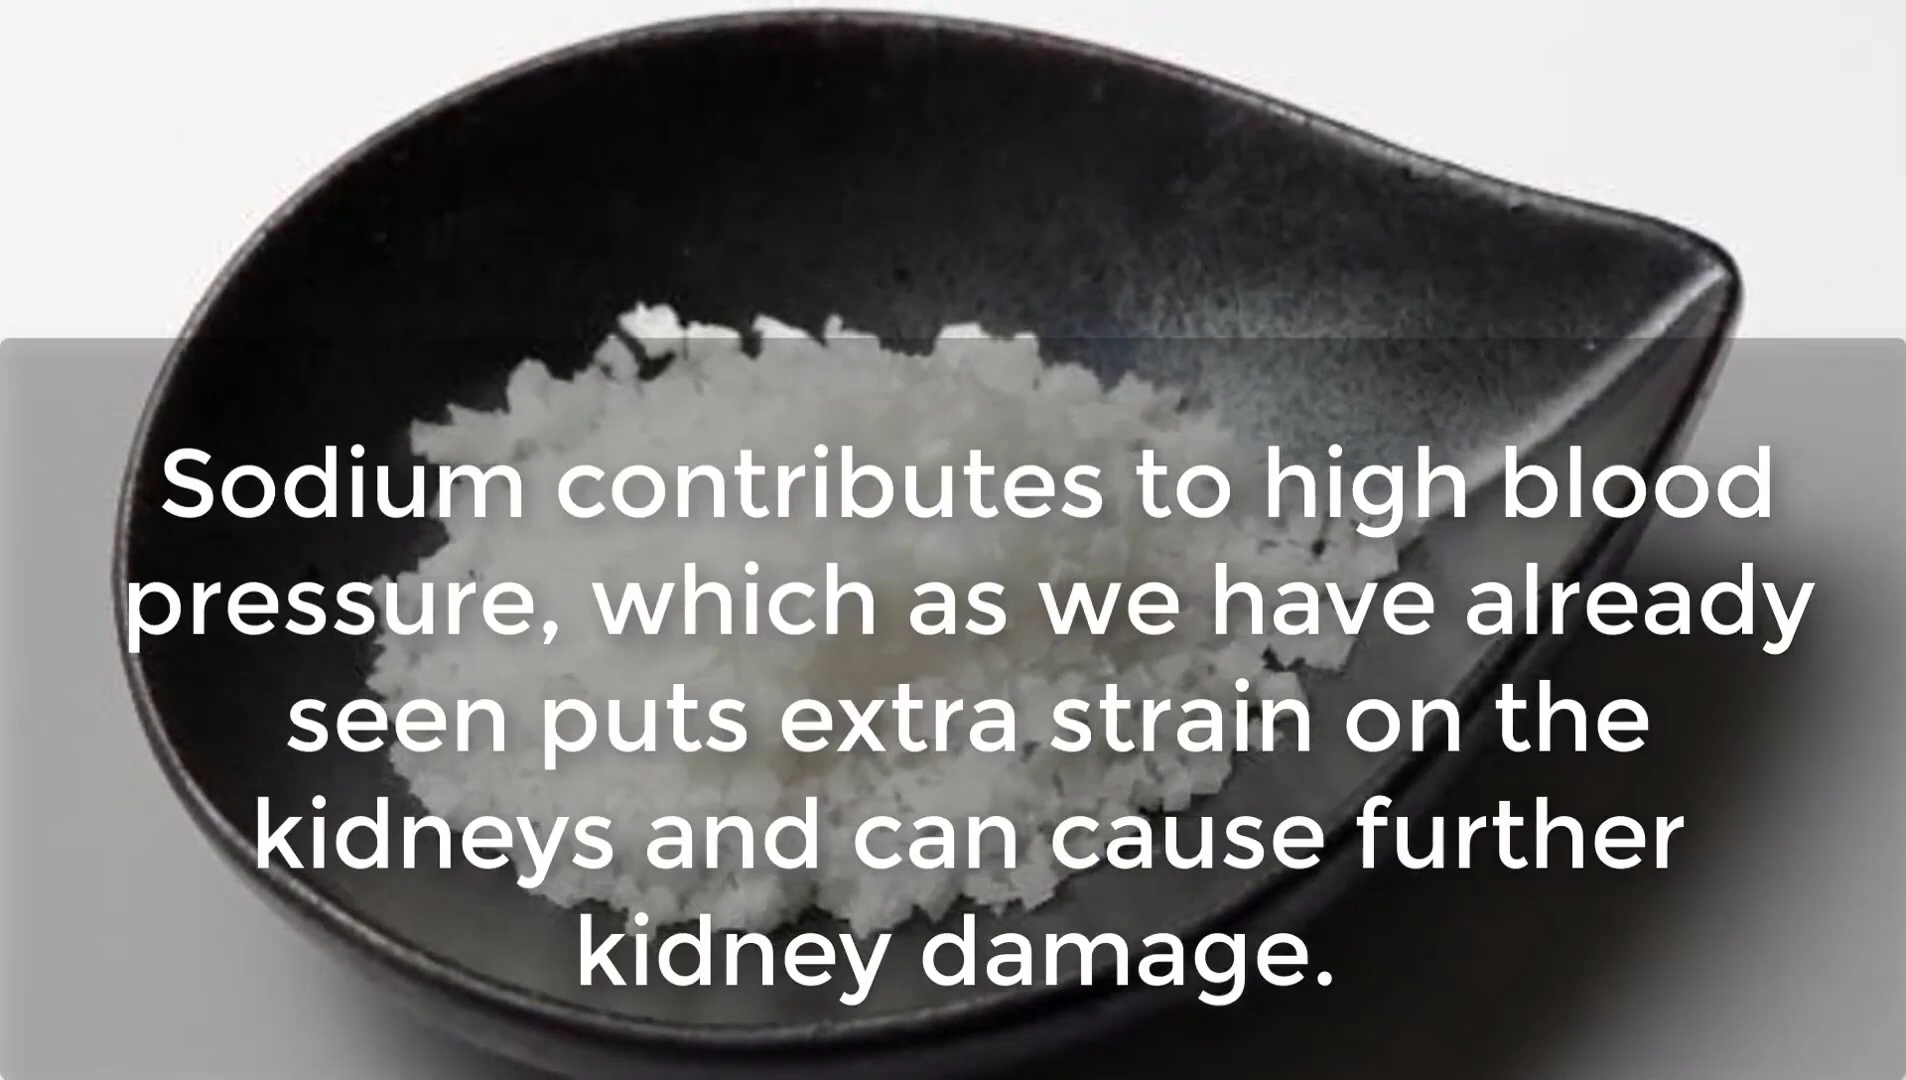 Sodium contributes to high blood
pressure, which as we have already
seen puts extra strain on the
kidneys and can cause further
kidney damage.